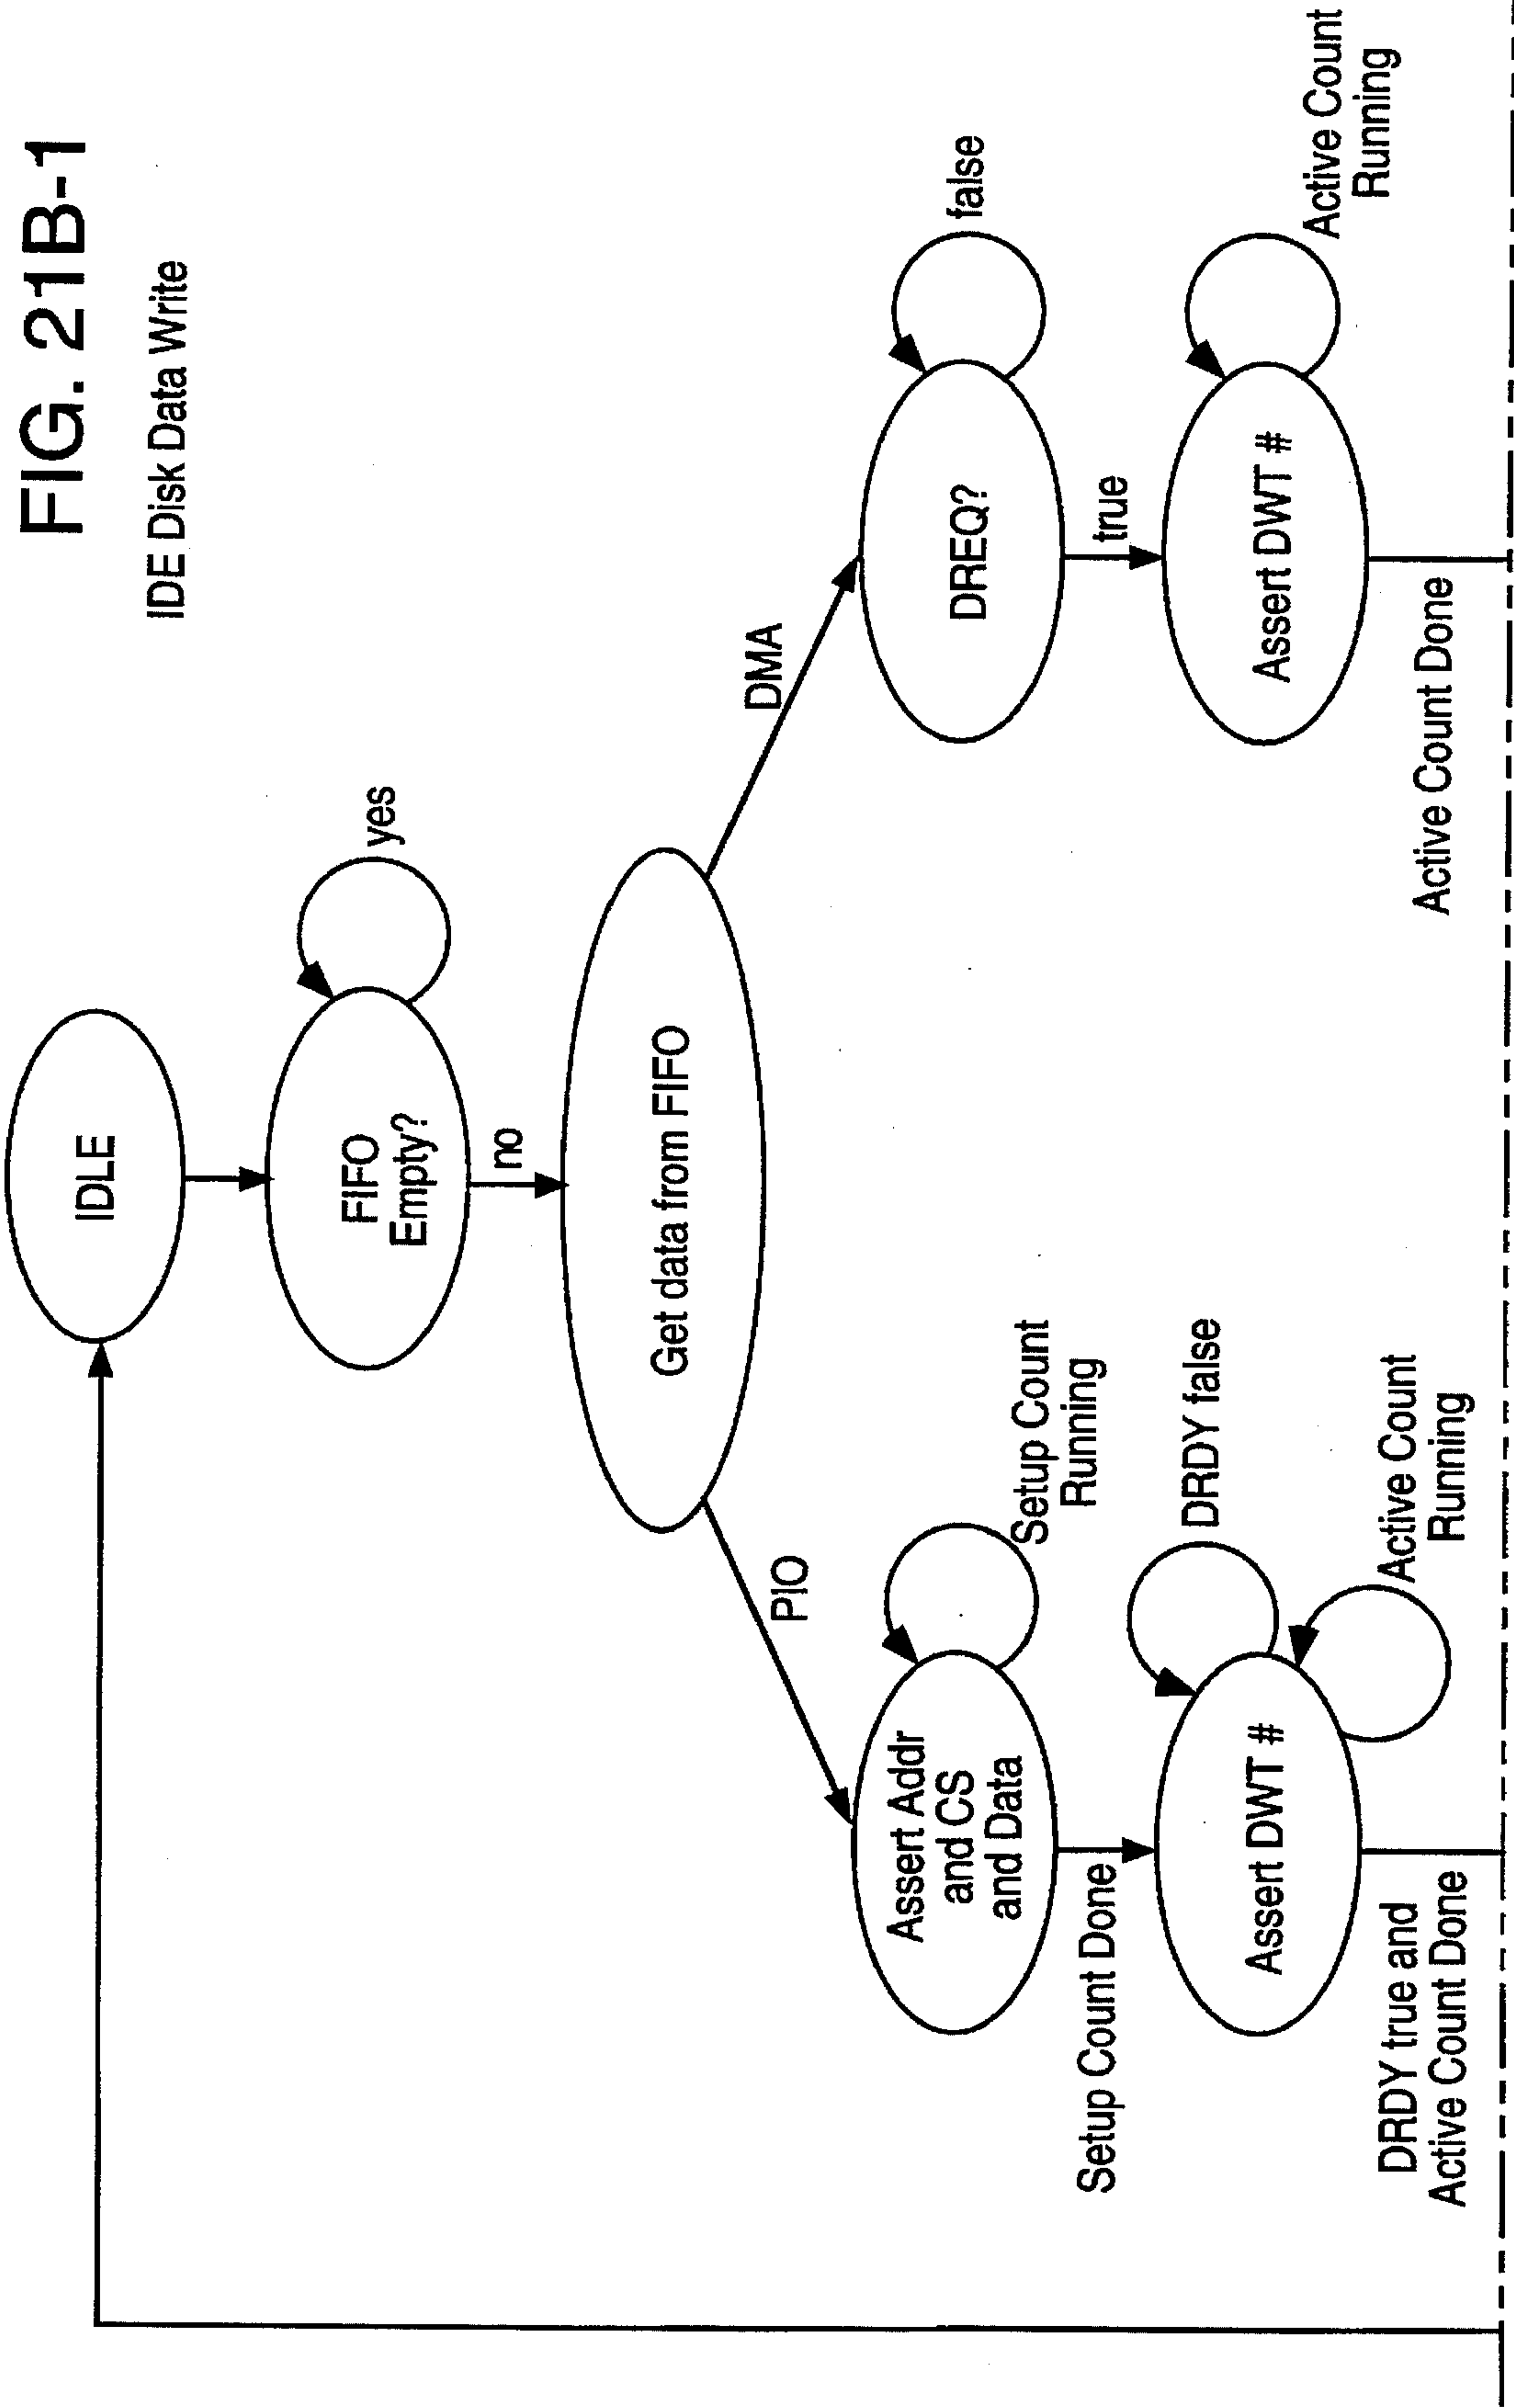 FIG. 21B-1
IDE Disk Data Write
IDLE
FIFO
Empty?
yes
no
Get data from FIFO
PIO
DMA
Assert Addr
and CS
and Data
Setup Count
Running
DREQ?
false
Setup Count Done
true
Assert DWT #
DRDY false
Active Count
Running
Assert DWT #
Active Count
Running
DRDY true and
Active Count Done
Active Count Done